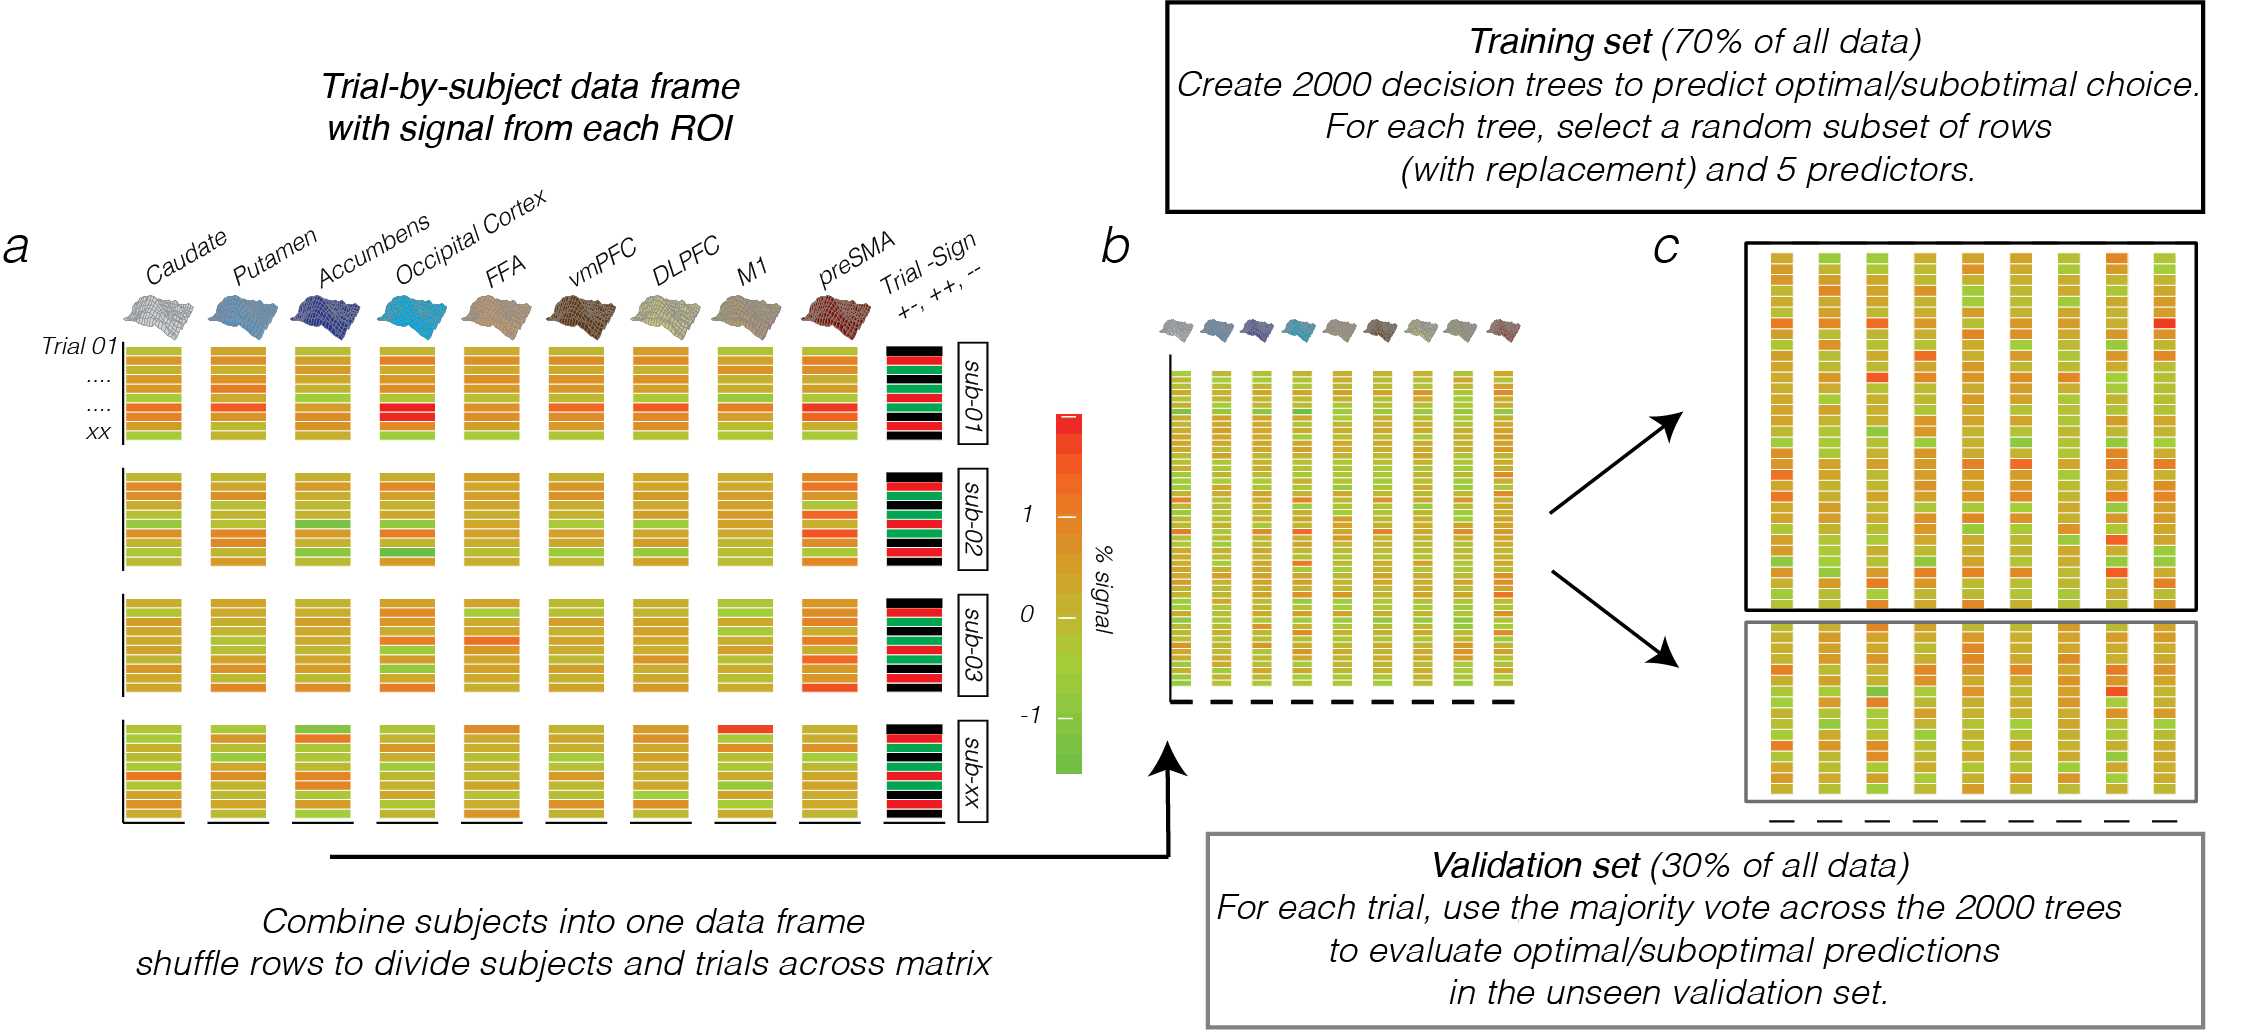 Training set (70% of all data)
Create 2000 decision trees to predict optimal/subobtimal choice.
For each tree, select a random subset of rows
(with replacement) and 5 predictors.
Trial-by-subject data frame
with signal from each ROI
a
Caudate
Putamen
Accumbens
Occipital Cortex
FFA
vmPFC
DLPFC
M1
preSMA
Trial -Sign
+-, ++, --
Trial 01
....
....
xx
sub-01
sub-02
sub-03
sub-xx
1
0
-1
% signal
b
c
Combine subjects into one data frame
shuffle rows to divide subjects and trials across matrix
Validation set (30% of all data)
For each trial, use the majority vote across the 2000 trees
to evaluate optimal/suboptimal predictions
in the unseen validation set.